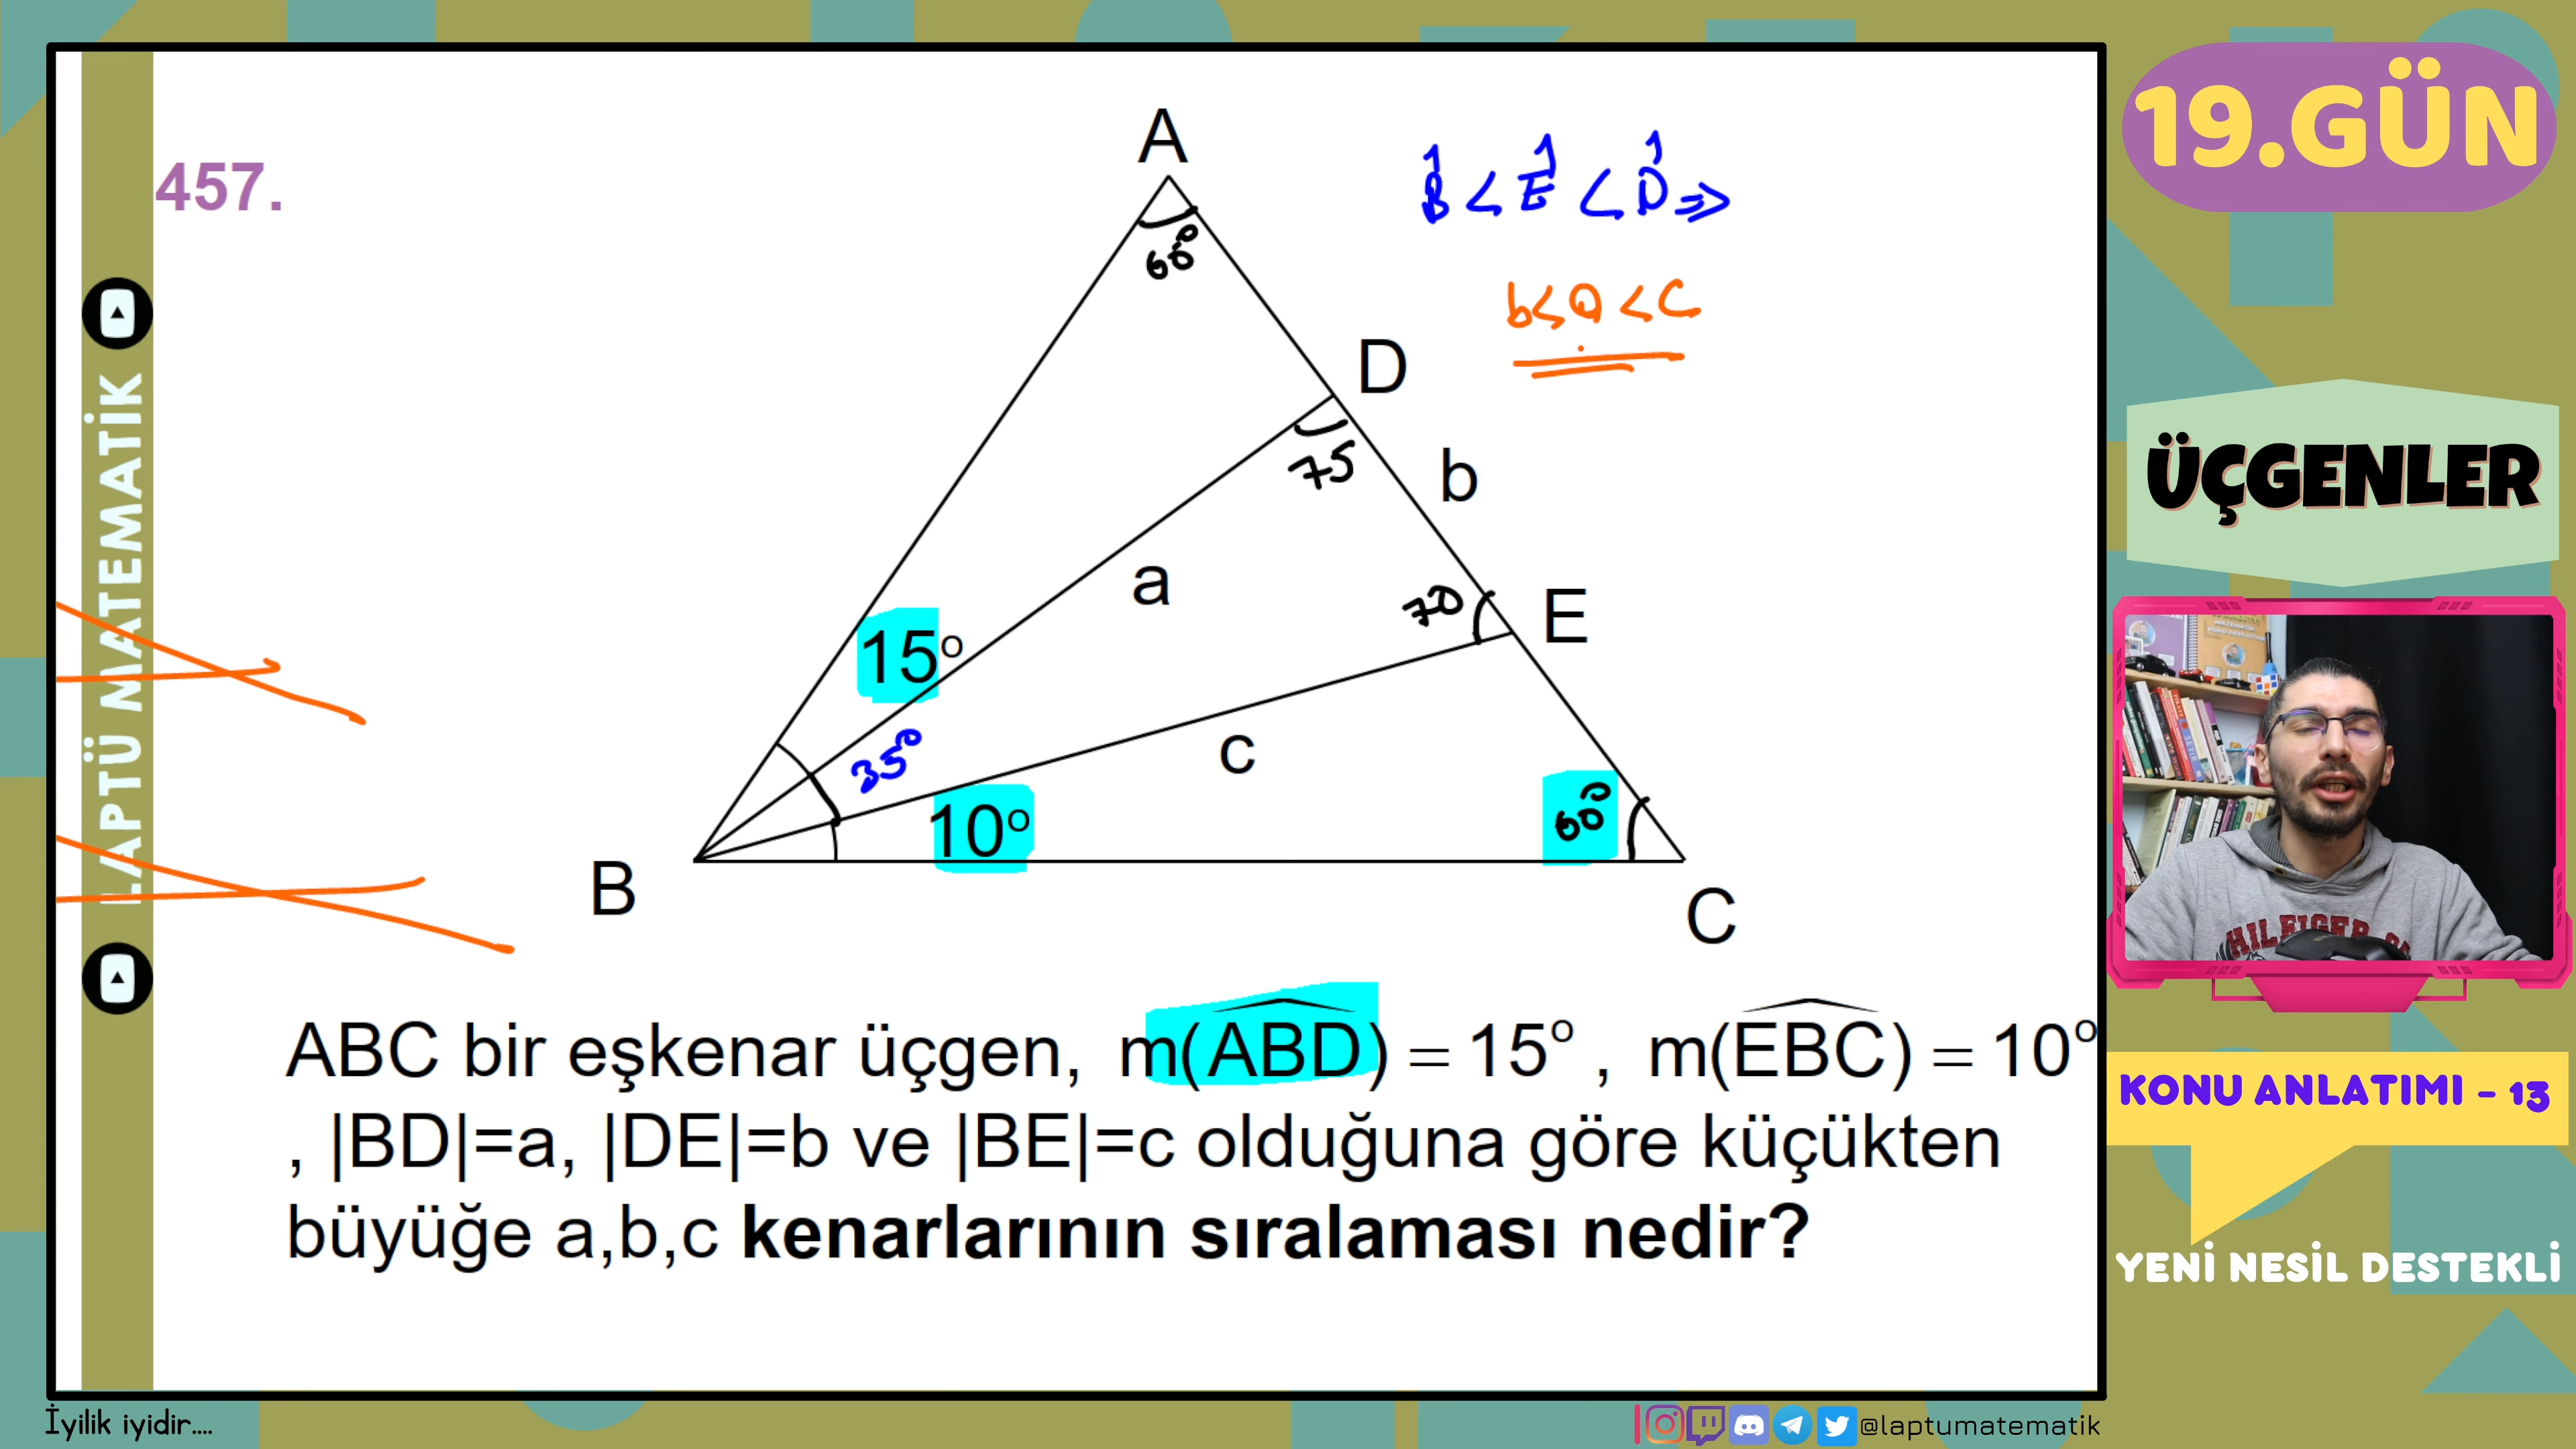 19.GÜN
457.
A
60°
B̂ < Ê < D̂ ⇒
b<a<c
D
75
b
a
70
E
15°
35°
c
10°
60°
B
C
LAPTÜ MATEMATİK
ÜÇGENLER
HILFIGER
ABC bir eşkenar üçgen, m(ABD) = 15° , m(EBC) = 10°
, |BD|=a, |DE|=b ve |BE|=c olduğuna göre küçükten
büyüğe a,b,c kenarlarının sıralaması nedir?
KONU ANLATIMI - 13
YENİ NESİL DESTEKLİ
İyilik iyidir....
@laptumatematik